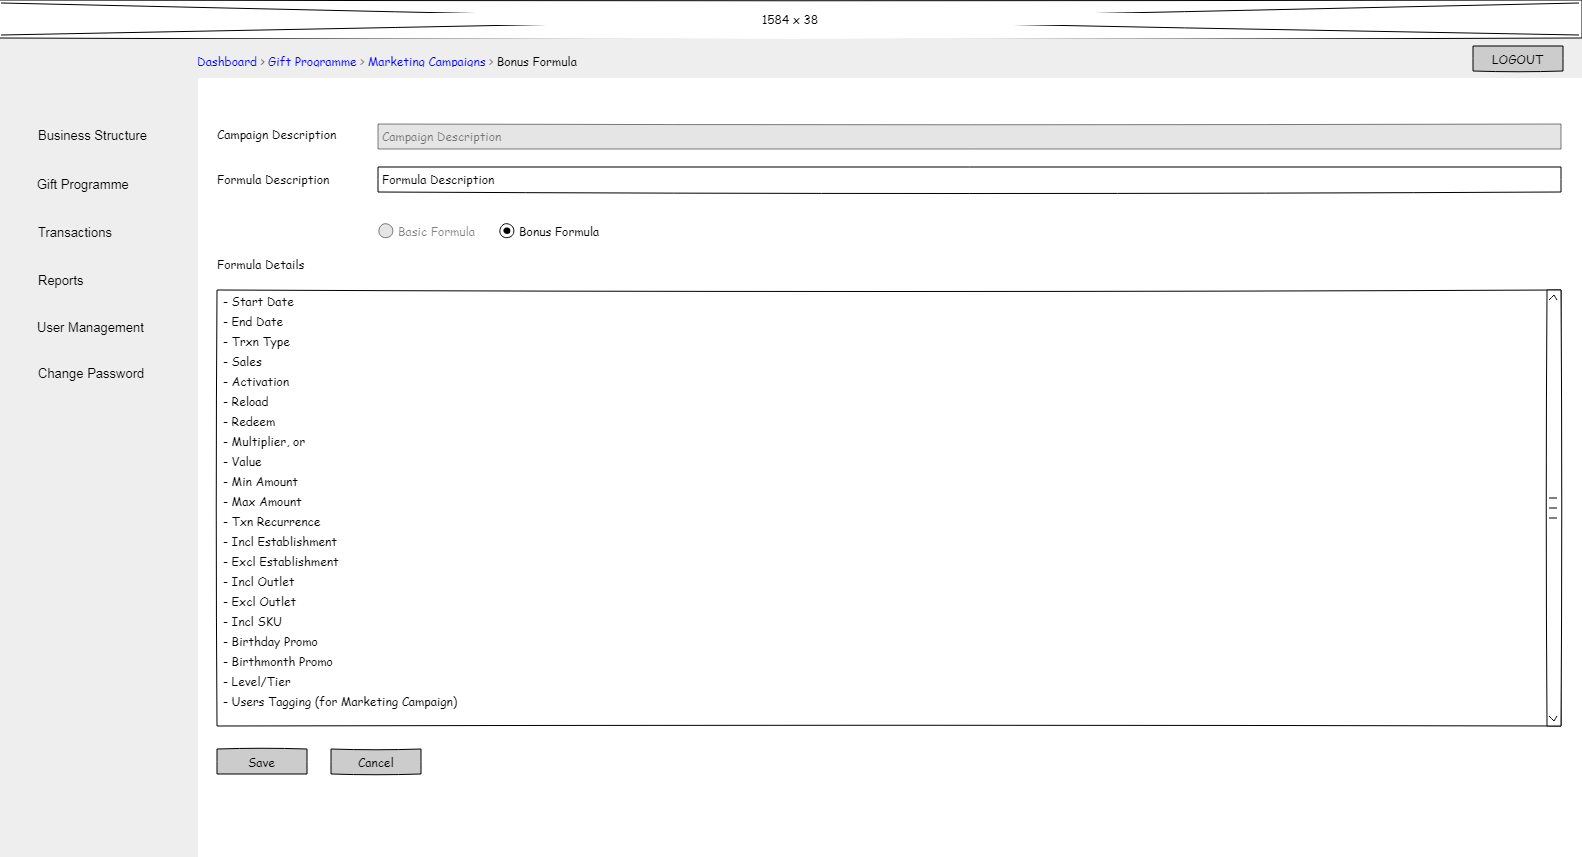 1584 x 38
Dashboard > Gift Programme > Marketing Campaigns > Bonus Formula
LOGOUT
Business Structure
Gift Programme
Transactions
Reports
User Management
Change Password
Campaign Description
Campaign Description
Formula Description
Formula Description
Basic Formula
Bonus Formula
Formula Details
- Start Date
- End Date
- Trxn Type
- Sales
- Activation
- Reload
- Redeem
- Multiplier, or
- Value
- Min Amount
- Max Amount
- Txn Recurrence
- Incl Establishment
- Excl Establishment
- Incl Outlet
- Excl Outlet
- Incl SKU
- Birthday Promo
- Birthmonth Promo
- Level/Tier
- Users Tagging (for Marketing Campaign)
Save
Cancel